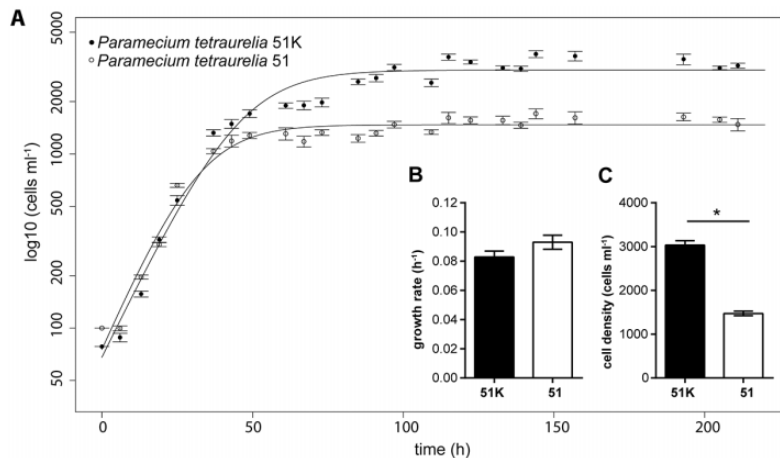 A
● Paramecium tetraurelia 51K
○ Paramecium tetraurelia 51
log10 (cells ml⁻¹)
5000
2000
1000
500
200
100
50
0
50
100
150
200
time (h)
B
growth rate (h⁻¹)
0.12
0.10
0.08
0.06
0.04
0.02
0.00
51K
51
C
*
cell density (cells ml⁻¹)
4000
3000
2000
1000
0
51K
51